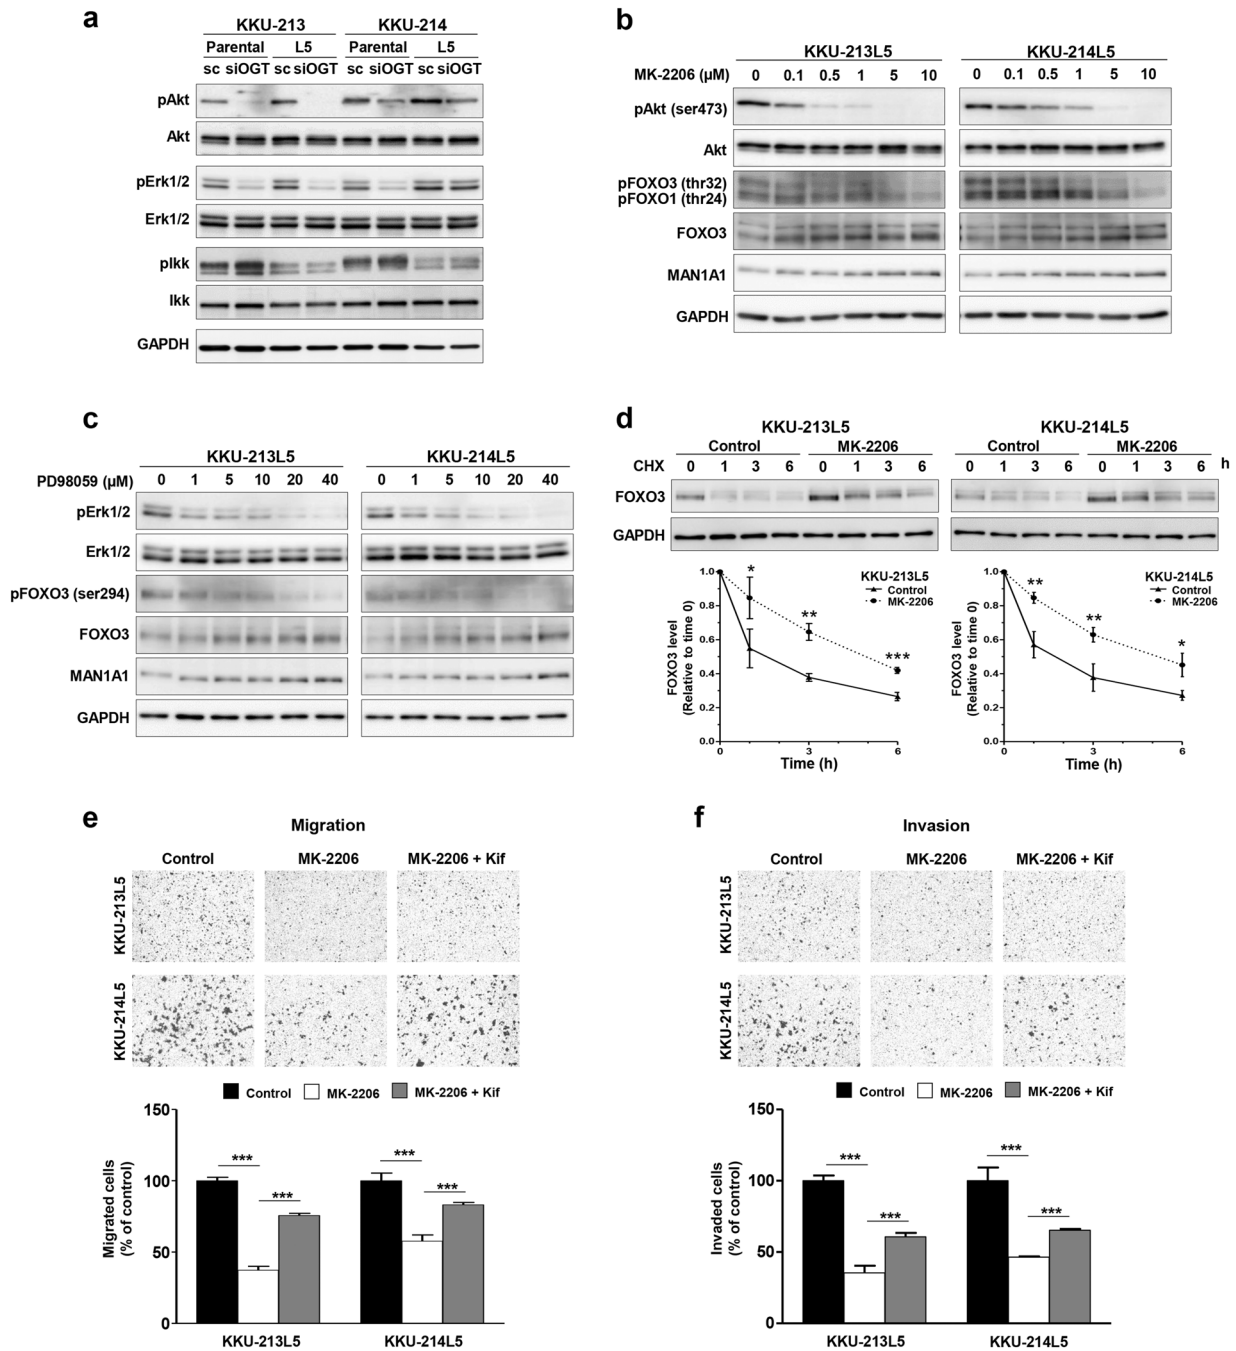 a
KKU-213 KKU-214
Parental L5 Parental L5
sc siOGT sc siOGT sc siOGT sc siOGT
pAkt
Akt
pErk1/2
Erk1/2
pIkk
Ikk
GAPDH
b
KKU-213L5 KKU-214L5
MK-2206 (µM) 0 0.1 0.5 1 5 10 0 0.1 0.5 1 5 10
pAkt (ser473)
Akt
pFOXO3 (thr32)
pFOXO1 (thr24)
FOXO3
MAN1A1
GAPDH
c
KKU-213L5 KKU-214L5
PD98059 (µM) 0 1 5 10 20 40 0 1 5 10 20 40
pErk1/2
Erk1/2
pFOXO3 (ser294)
FOXO3
MAN1A1
GAPDH
d
KKU-213L5 KKU-214L5
Control MK-2206 Control MK-2206
CHX 0 1 3 6 0 1 3 6 0 1 3 6 0 1 3 6 h
FOXO3
GAPDH
FOXO3 level
(Relative to time 0)
1.0
0.8
0.6
0.4
0.2
0.0
0 3 6
Time (h)
KKU-213L5
Control
MK-2206
*
**
***
FOXO3 level
(Relative to time 0)
1.0
0.8
0.6
0.4
0.2
0.0
0 3 6
Time (h)
KKU-214L5
Control
MK-2206
**
**
*
e
Migration
Control MK-2206 MK-2206 + Kif
KKU-213L5
KKU-214L5
Control MK-2206 MK-2206 + Kif
Migrated cells
(% of control)
150
100
50
0
*** *** *** ***
KKU-213L5 KKU-214L5
f
Invasion
Control MK-2206 MK-2206 + Kif
KKU-213L5
KKU-214L5
Control MK-2206 MK-2206 + Kif
Invaded cells
(% of control)
150
100
50
0
*** *** *** ***
KKU-213L5 KKU-214L5